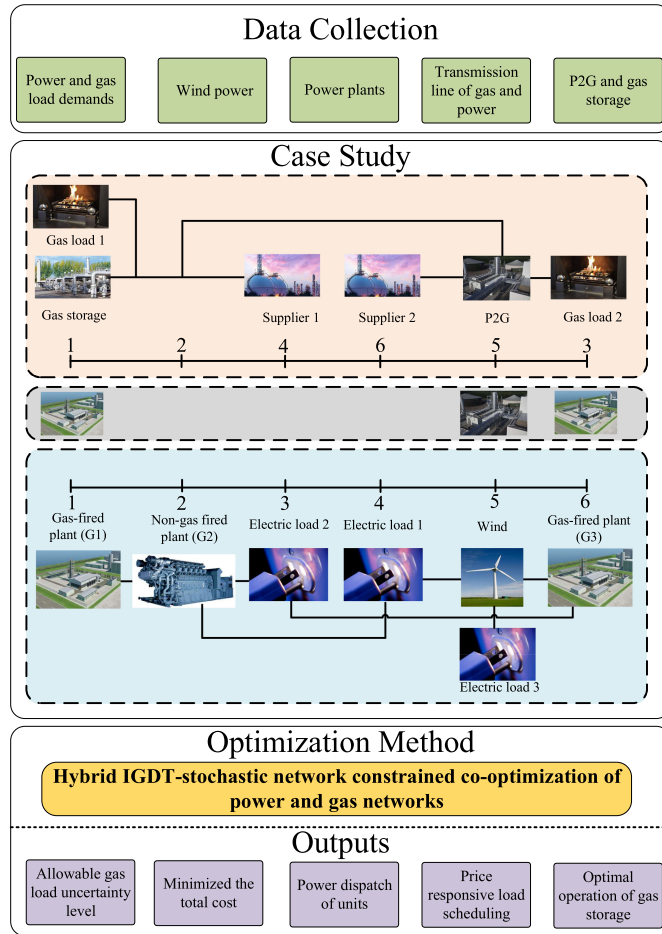 Data Collection
Power and gas
load demands
Wind power
Power plants
Transmission
line of gas and
power
P2G and gas
storage
Case Study
Gas load 1
Gas storage
Supplier 1
Supplier 2
P2G
Gas load 2
1
2
4
6
5
3
1
2
3
4
5
6
Gas-fired
plant (G1)
Non-gas fired
plant (G2)
Electric load 2
Electric load 1
Wind
Gas-fired plant
(G3)
Electric load 3
Optimization Method
Hybrid IGDT-stochastic network constrained co-optimization of
power and gas networks
Outputs
Allowable gas
load uncertainty
level
Minimized the
total cost
Power dispatch
of units
Price
responsive load
scheduling
Optimal
operation of gas
storage